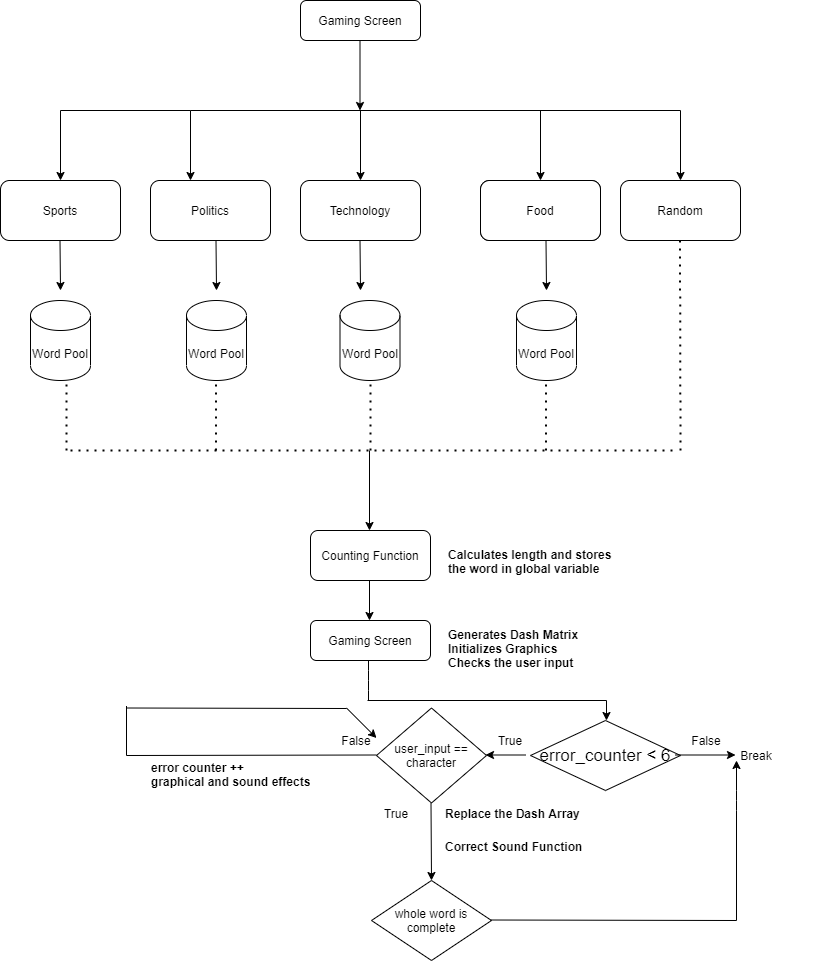 Gaming Screen
Sports
Politics
Technology
Food
Random
Word Pool
Word Pool
Word Pool
Word Pool
Counting Function
Calculates length and stores
the word in global variable
Gaming Screen
Generates Dash Matrix
Initializes Graphics
Checks the user input
False
user_input ==
character
True
error_counter < 6
False
Break
error counter ++
graphical and sound effects
True
Replace the Dash Array
Correct Sound Function
whole word is
complete